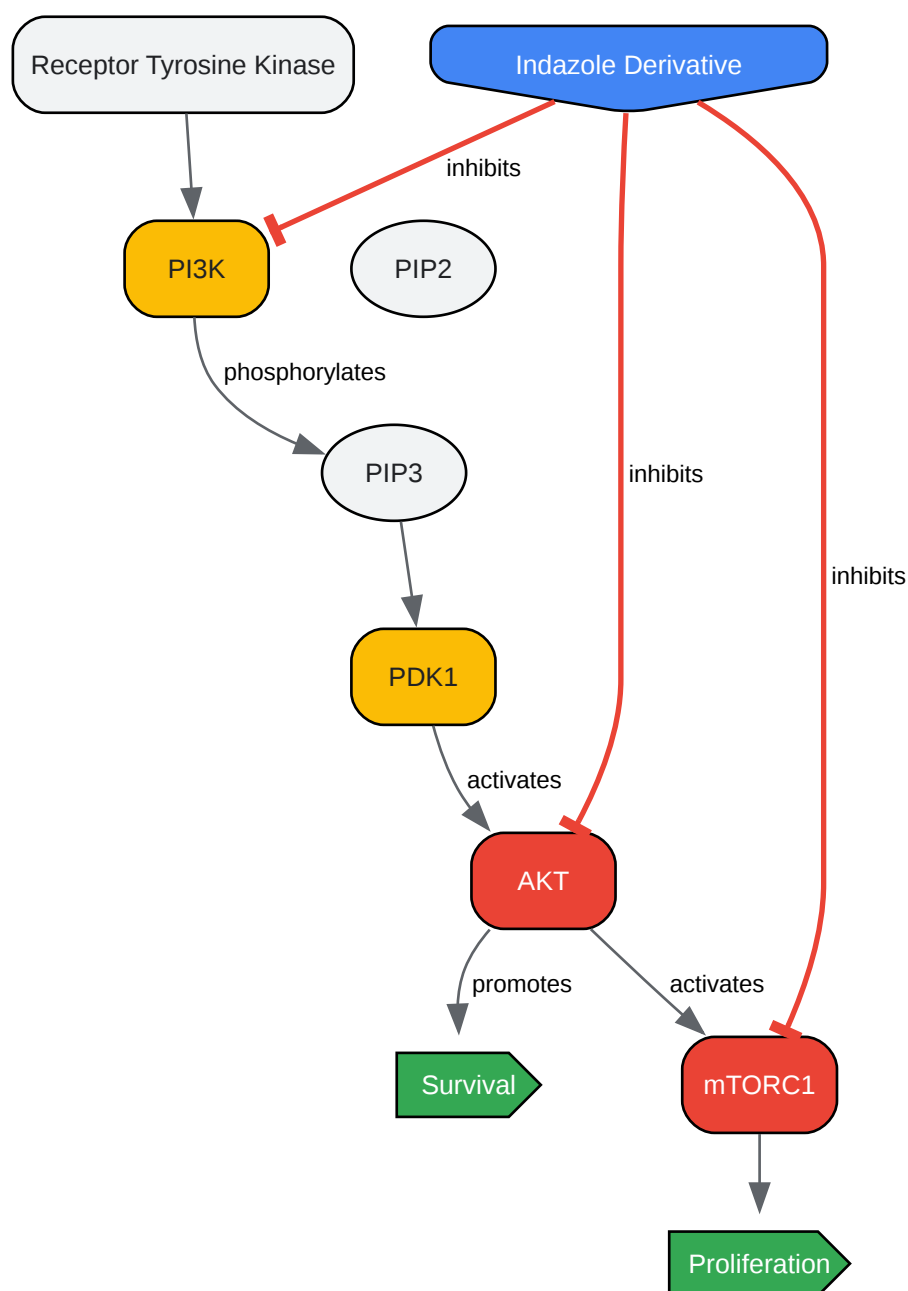 Receptor Tyrosine Kinase
Indazole Derivative
inhibits
PI3K
PIP2
phosphorylates
PIP3
inhibits
inhibits
PDK1
activates
AKT
promotes
activates
Survival
mTORC1
Proliferation